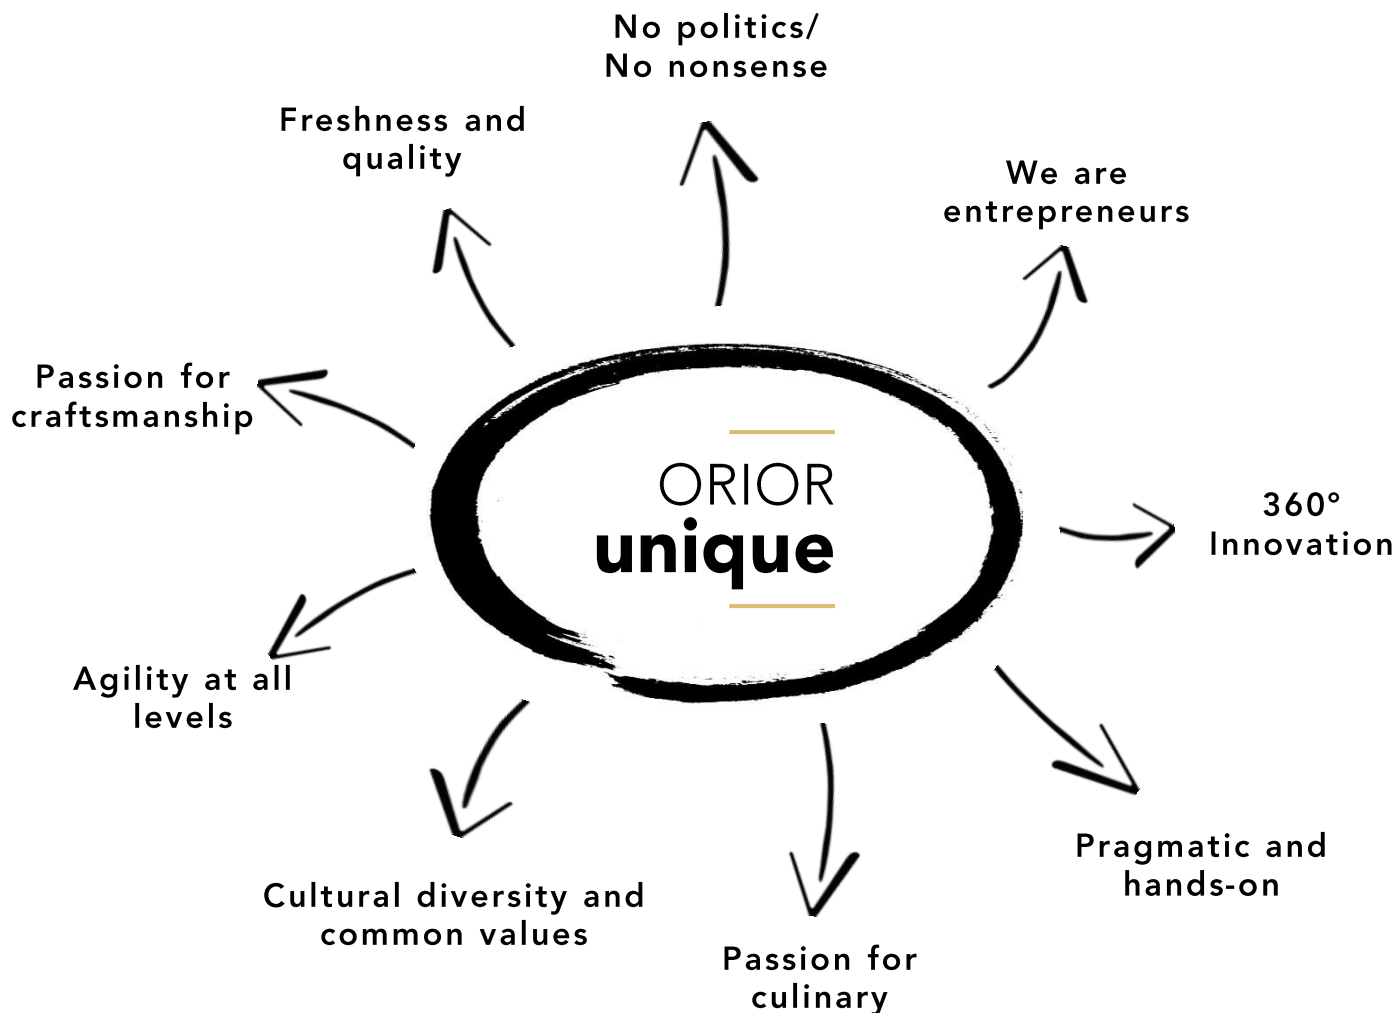 No politics/
No nonsense
Freshness and
quality
We are
entrepreneurs
Passion for
craftsmanship
ORIOR
unique
360°
Innovation
Agility at all
levels
Pragmatic and
hands-on
Cultural diversity and
common values
Passion for
culinary